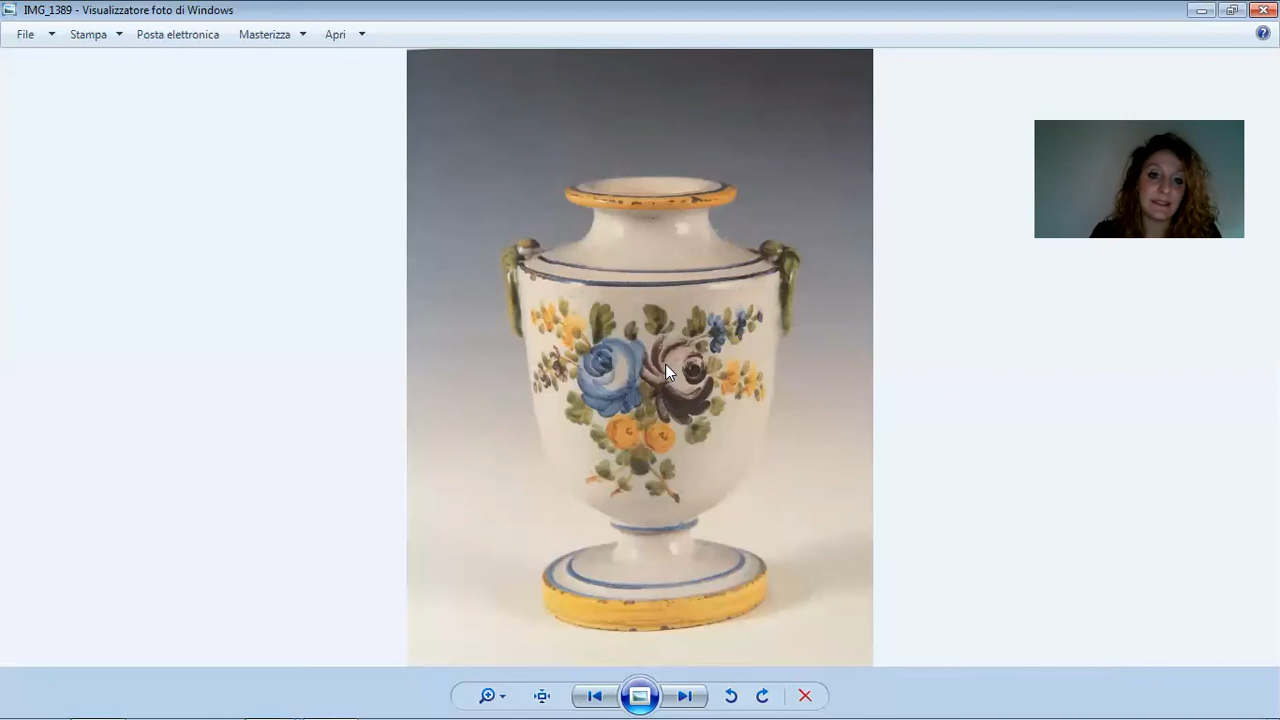 IMG_1389 - Visualizzatore foto di Windows
File Stampa Posta elettronica Masterizza Apri